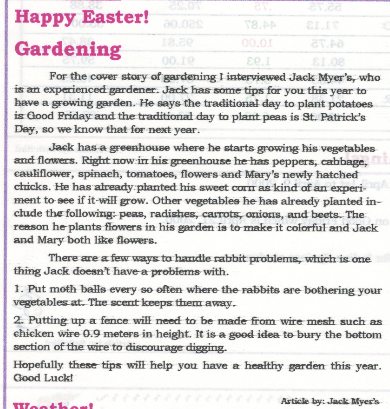 Happy Easter!
Gardening
For the cover story of gardening I interviewed Jack Myer's, who
is an experienced gardener. Jack has some tips for you this year to
have a growing garden. He says the traditional day to plant potatoes
is Good Friday and the traditional day to plant peas is St. Patrick's
Day, so we know that for next year.
Jack has a greenhouse where he starts growing his vegetables
and flowers. Right now in his greenhouse he has peppers, cabbage,
cauliflower, spinach, tomatoes, flowers and Mary's newly hatched
chicks. He has already planted his sweet corn as kind of an experi-
ment to see if it will grow. Other vegetables he has already planted in-
clude the following: peas, radishes, carrots, onions, and beets. The
reason he plants flowers in his garden is to make it colorful and Jack
and Mary both like flowers.
There are a few ways to handle rabbit problems, which is one
thing Jack doesn't have a problems with.
1. Put moth balls every so often where the rabbits are bothering your
vegetables at. The scent keeps them away.
2. Putting up a fence will need to be made from wire mesh such as
chicken wire 0.9 meters in height. It is a good idea to bury the bottom
section of the wire to discourage digging.
Hopefully these tips will help you have a healthy garden this year.
Good Luck!
Article by: Jack Myer's
Weather!